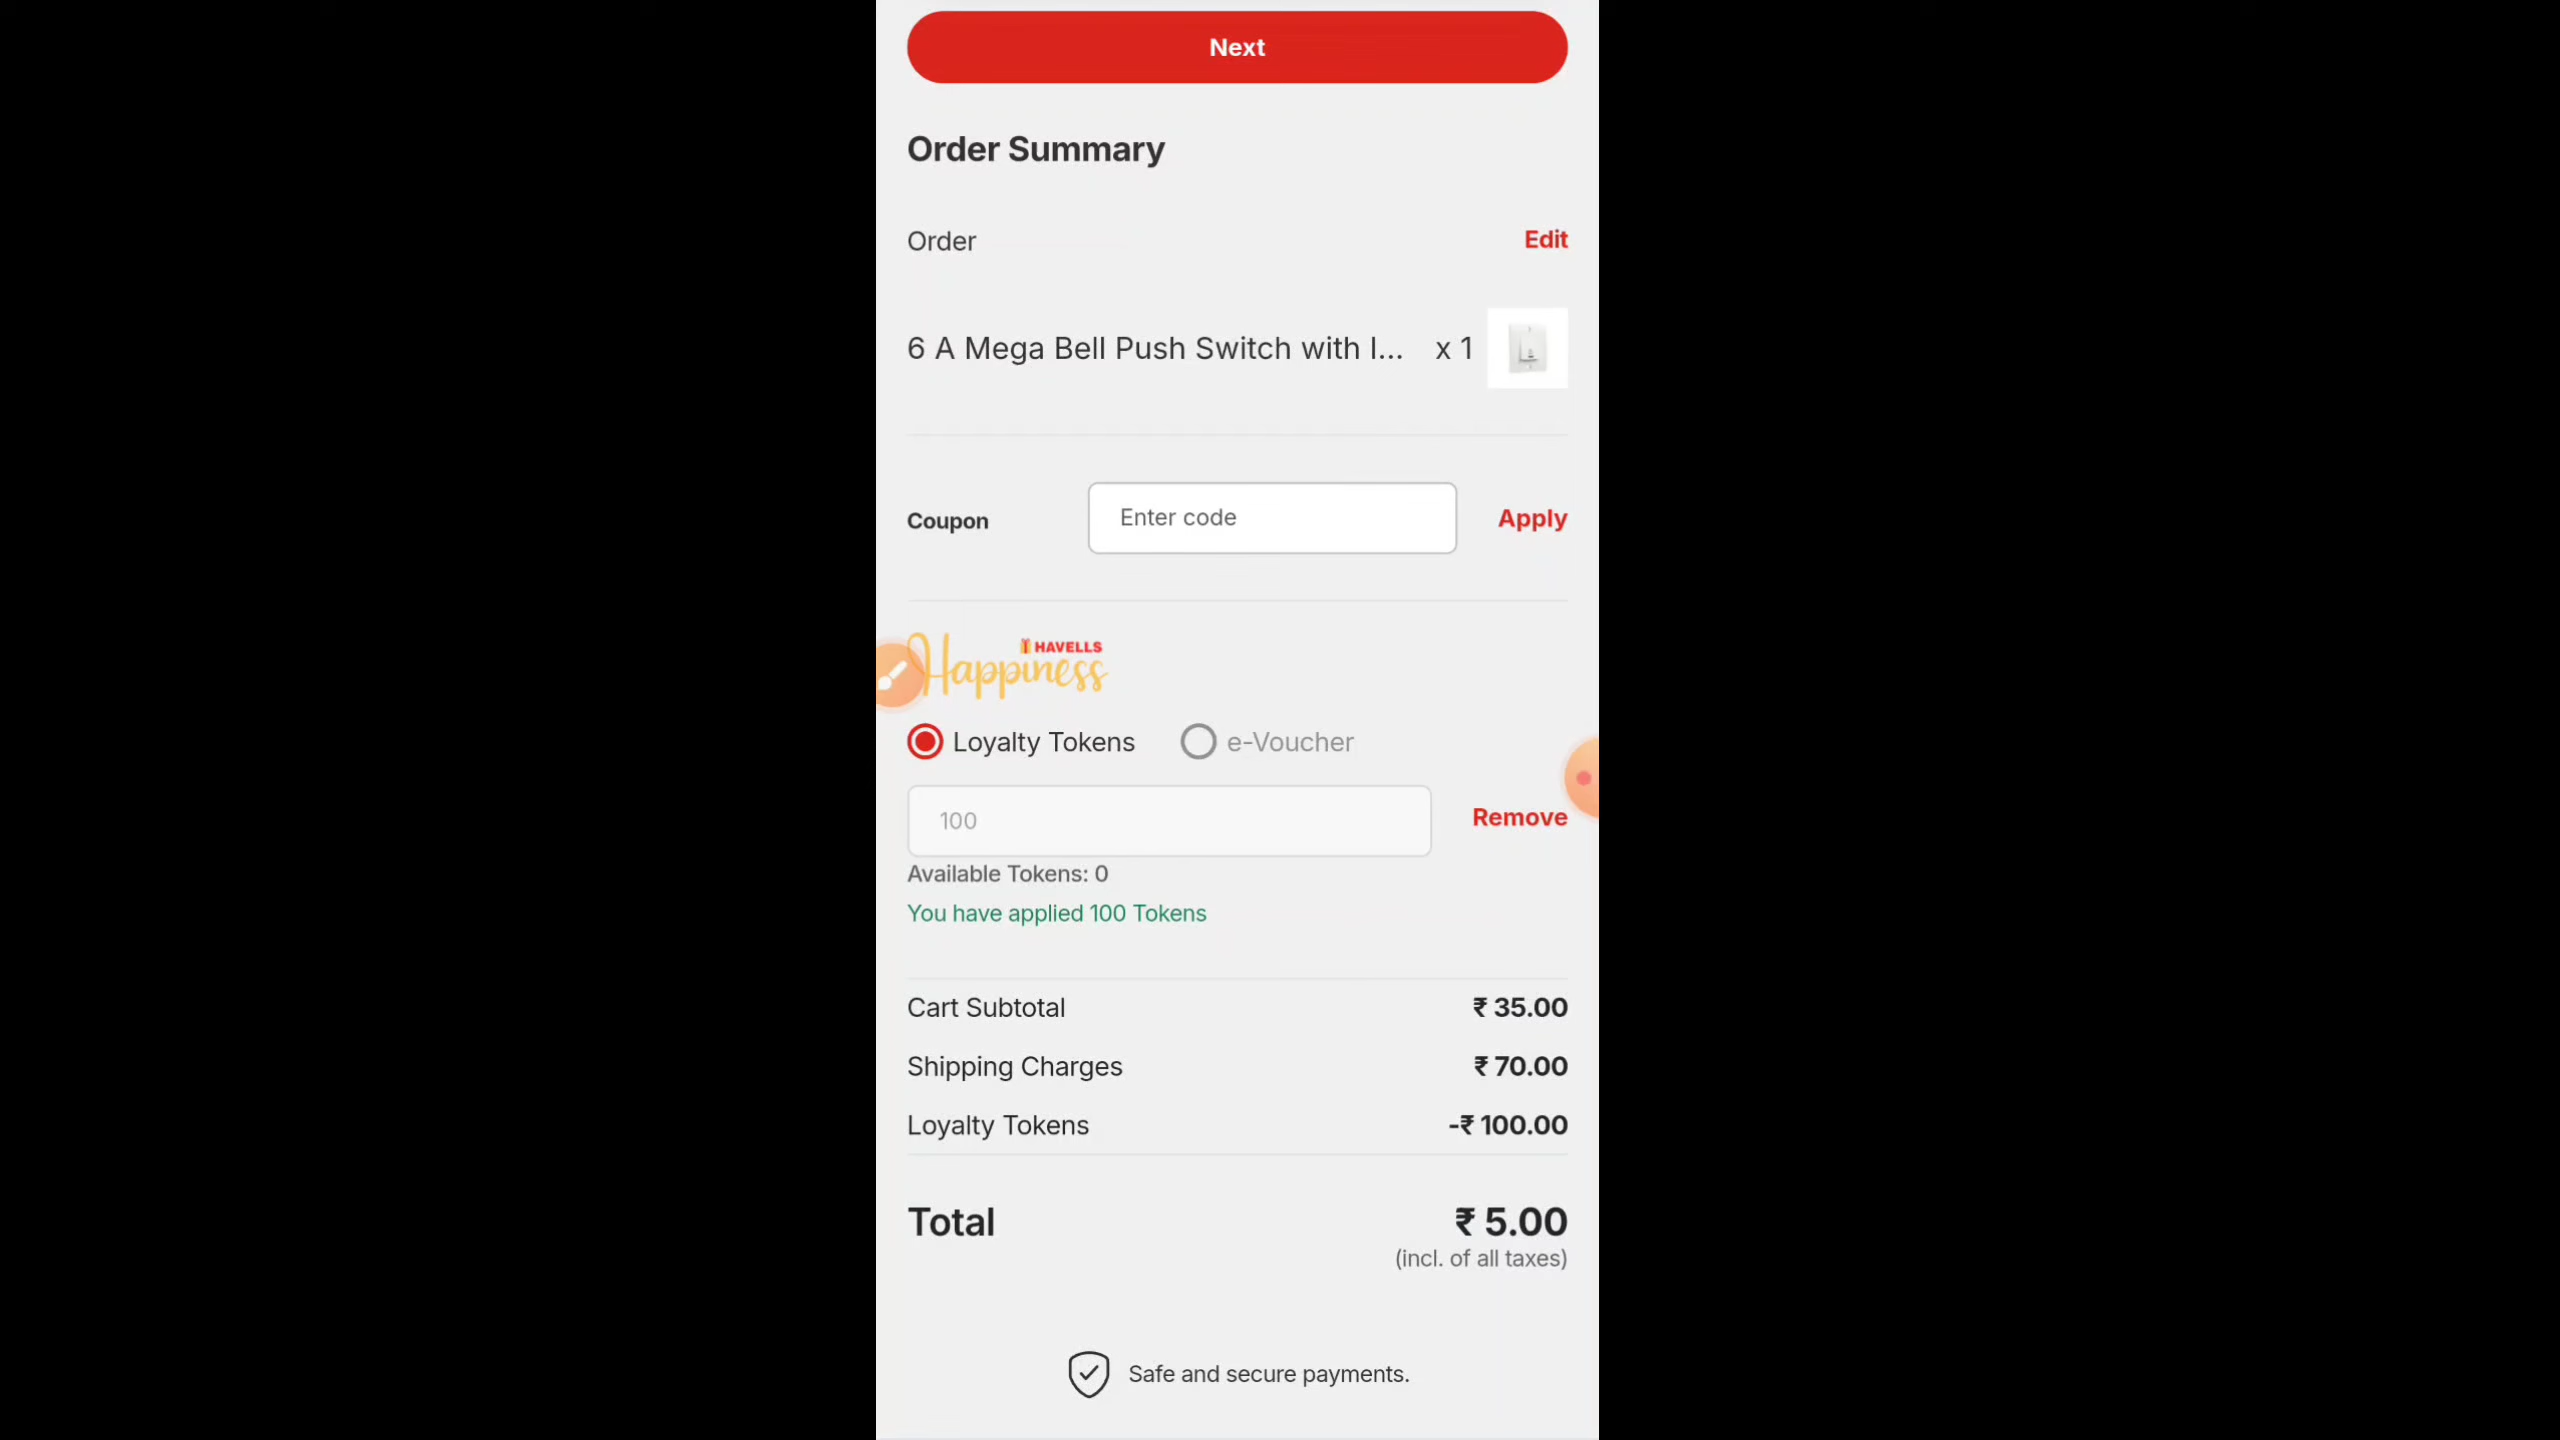 Next
Order Summary
Order
Edit
6 A Mega Bell Push Switch with I... x 1
Coupon
Enter code
Apply
HAVELLS
Happiness
Loyalty Tokens
e-Voucher
100
Remove
Available Tokens: 0
You have applied 100 Tokens
Cart Subtotal ₹ 35.00
Shipping Charges ₹ 70.00
Loyalty Tokens -₹ 100.00
Total ₹ 5.00
(incl. of all taxes)
Safe and secure payments.